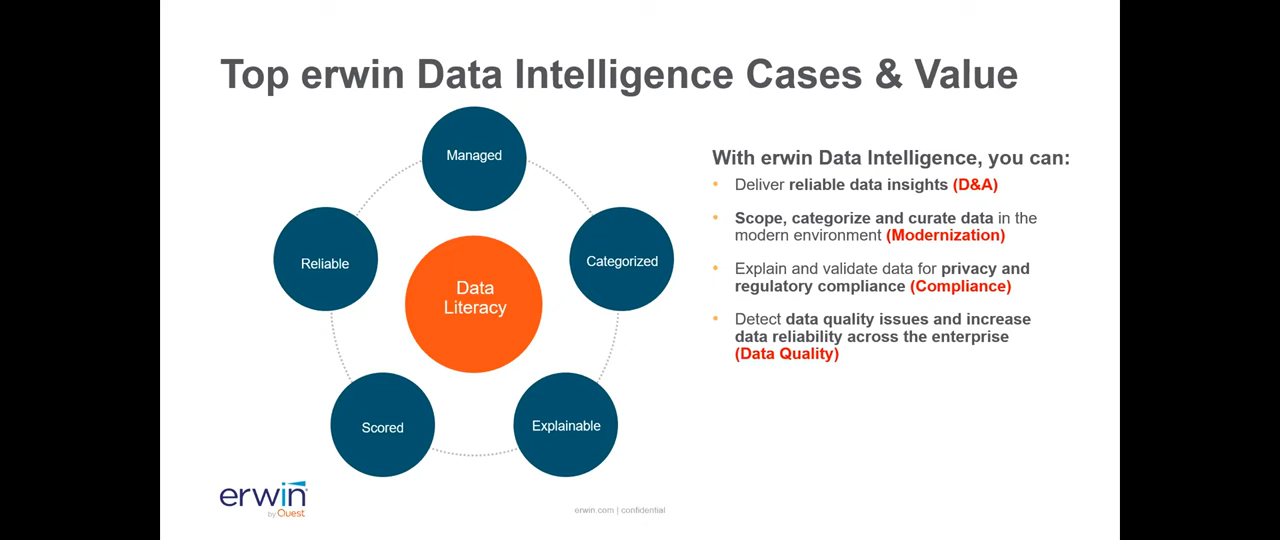 Top erwin Data Intelligence Cases & Value
Managed
Reliable
Categorized
Data
Literacy
Scored
Explainable
With erwin Data Intelligence, you can:
• Deliver reliable data insights (D&A)
• Scope, categorize and curate data in the
modern environment (Modernization)
• Explain and validate data for privacy and
regulatory compliance (Compliance)
• Detect data quality issues and increase
data reliability across the enterprise
(Data Quality)
erwin
by Quest
erwin.com | confidential